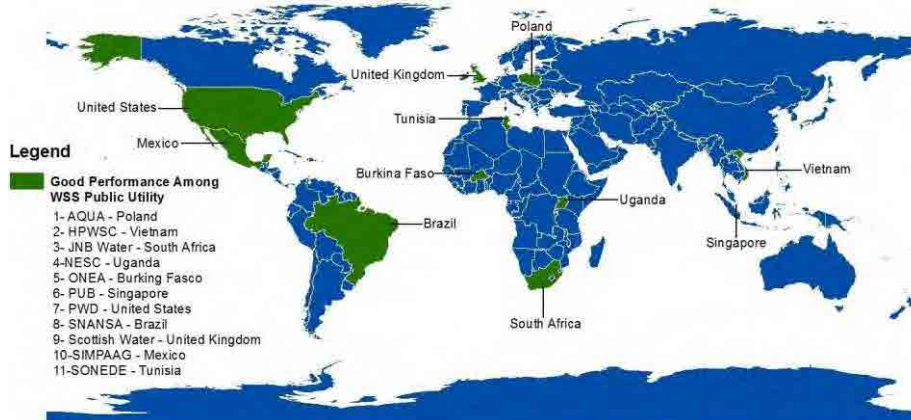 Poland
United Kingdom
United States
Tunisia
Mexico
Legend
Burkina Faso
Vietnam
Good Performance Among
WSS Public Utility
Uganda
Brazil
Singapore
1- AQUA - Poland
2- HPWSC - Vietnam
3- JNB Water - South Africa
4-NESC - Uganda
5- ONEA - Burking Fasco
6- PUB - Singapore
7- PWD - United States
8- SNANSA - Brazil
9- Scottish Water - United Kingdom
10-SIMPAAG - Mexico
11-SONEDE - Tunisia
South Africa